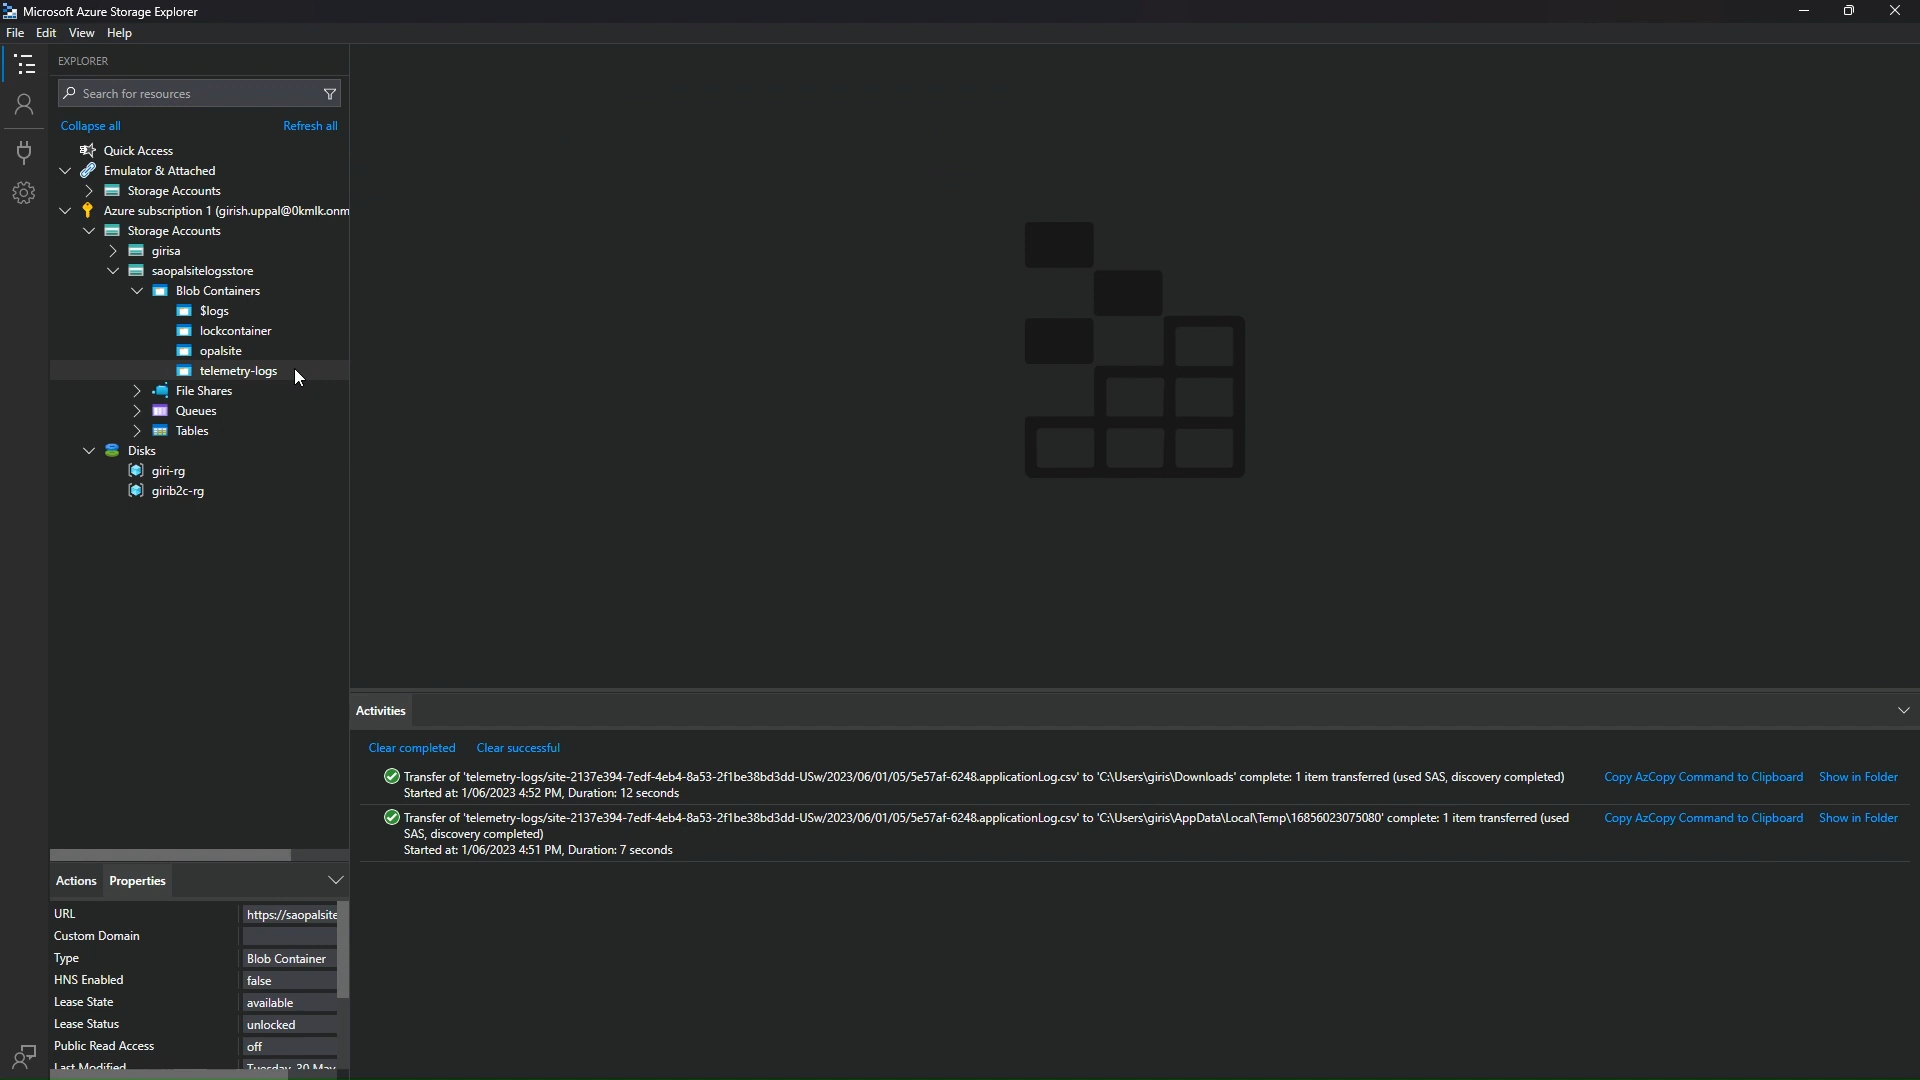 Microsoft Azure Storage Explorer
File Edit View Help
EXPLORER
Search for resources
Collapse all Refresh all
Quick Access
Emulator & Attached
Storage Accounts
Azure subscription 1 (girish.uppal@0kmlk.onm
Storage Accounts
girisa
saopalsitelogsstore
Blob Containers
$logs
lockcontainer
opalsite
telemetry-logs
File Shares
Queues
Tables
Disks
giri-rg
girib2c-rg
Actions Properties
URL https://saopalsite
Custom Domain
Type Blob Container
HNS Enabled false
Lease State available
Lease Status unlocked
Public Read Access off
Last Modified Tuesday, 30 May
Activities
Clear completed Clear successful
Transfer of 'telemetry-logs/site-2137e394-7edf-4eb4-8a53-2f1be38bd3dd-USw/2023/06/01/05/5e57af-6248.applicationLog.csv' to 'C:\Users\giris\Downloads' complete: 1 item transferred (used SAS, discovery completed) Copy AzCopy Command to Clipboard Show in Folder
Started at: 1/06/2023 4:52 PM, Duration: 12 seconds
Transfer of 'telemetry-logs/site-2137e394-7edf-4eb4-8a53-2f1be38bd3dd-USw/2023/06/01/05/5e57af-6248.applicationLog.csv' to 'C:\Users\giris\AppData\Local\Temp\16856023075080' complete: 1 item transferred (used Copy AzCopy Command to Clipboard Show in Folder
SAS, discovery completed)
Started at: 1/06/2023 4:51 PM, Duration: 7 seconds